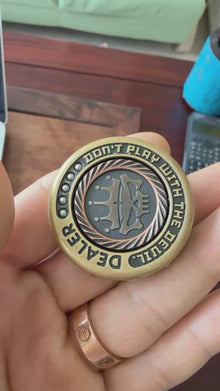 DON'T PLAY WITH THE DEVIL.
DEALER